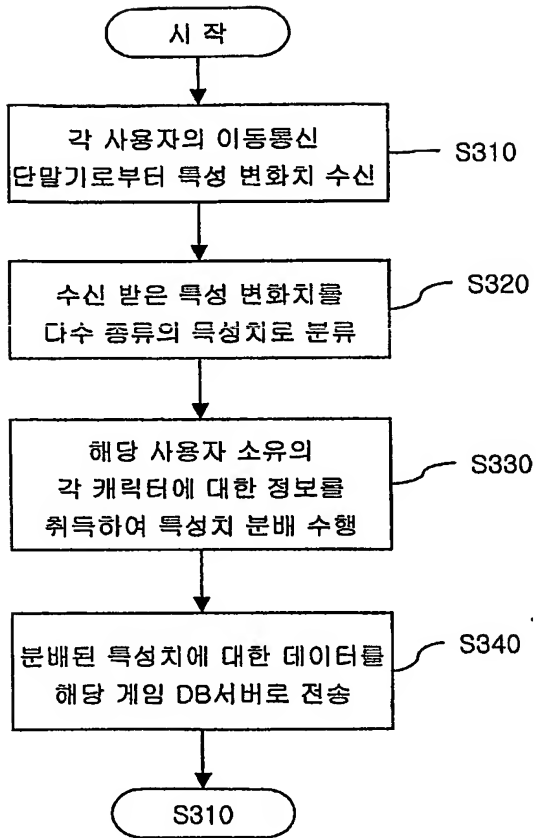 시 작
각 사용자의 이동통신
단말기로부터 특성 변화치 수신
S310
수신 받은 특성 변화치를
다수 종류의 특성치로 분류
S320
해당 사용자 소유의
각 캐릭터에 대한 정보를
취득하여 특성치 분배 수행
S330
분배된 특성치에 대한 데이터를
해당 게임 DB서버로 전송
S340
S310